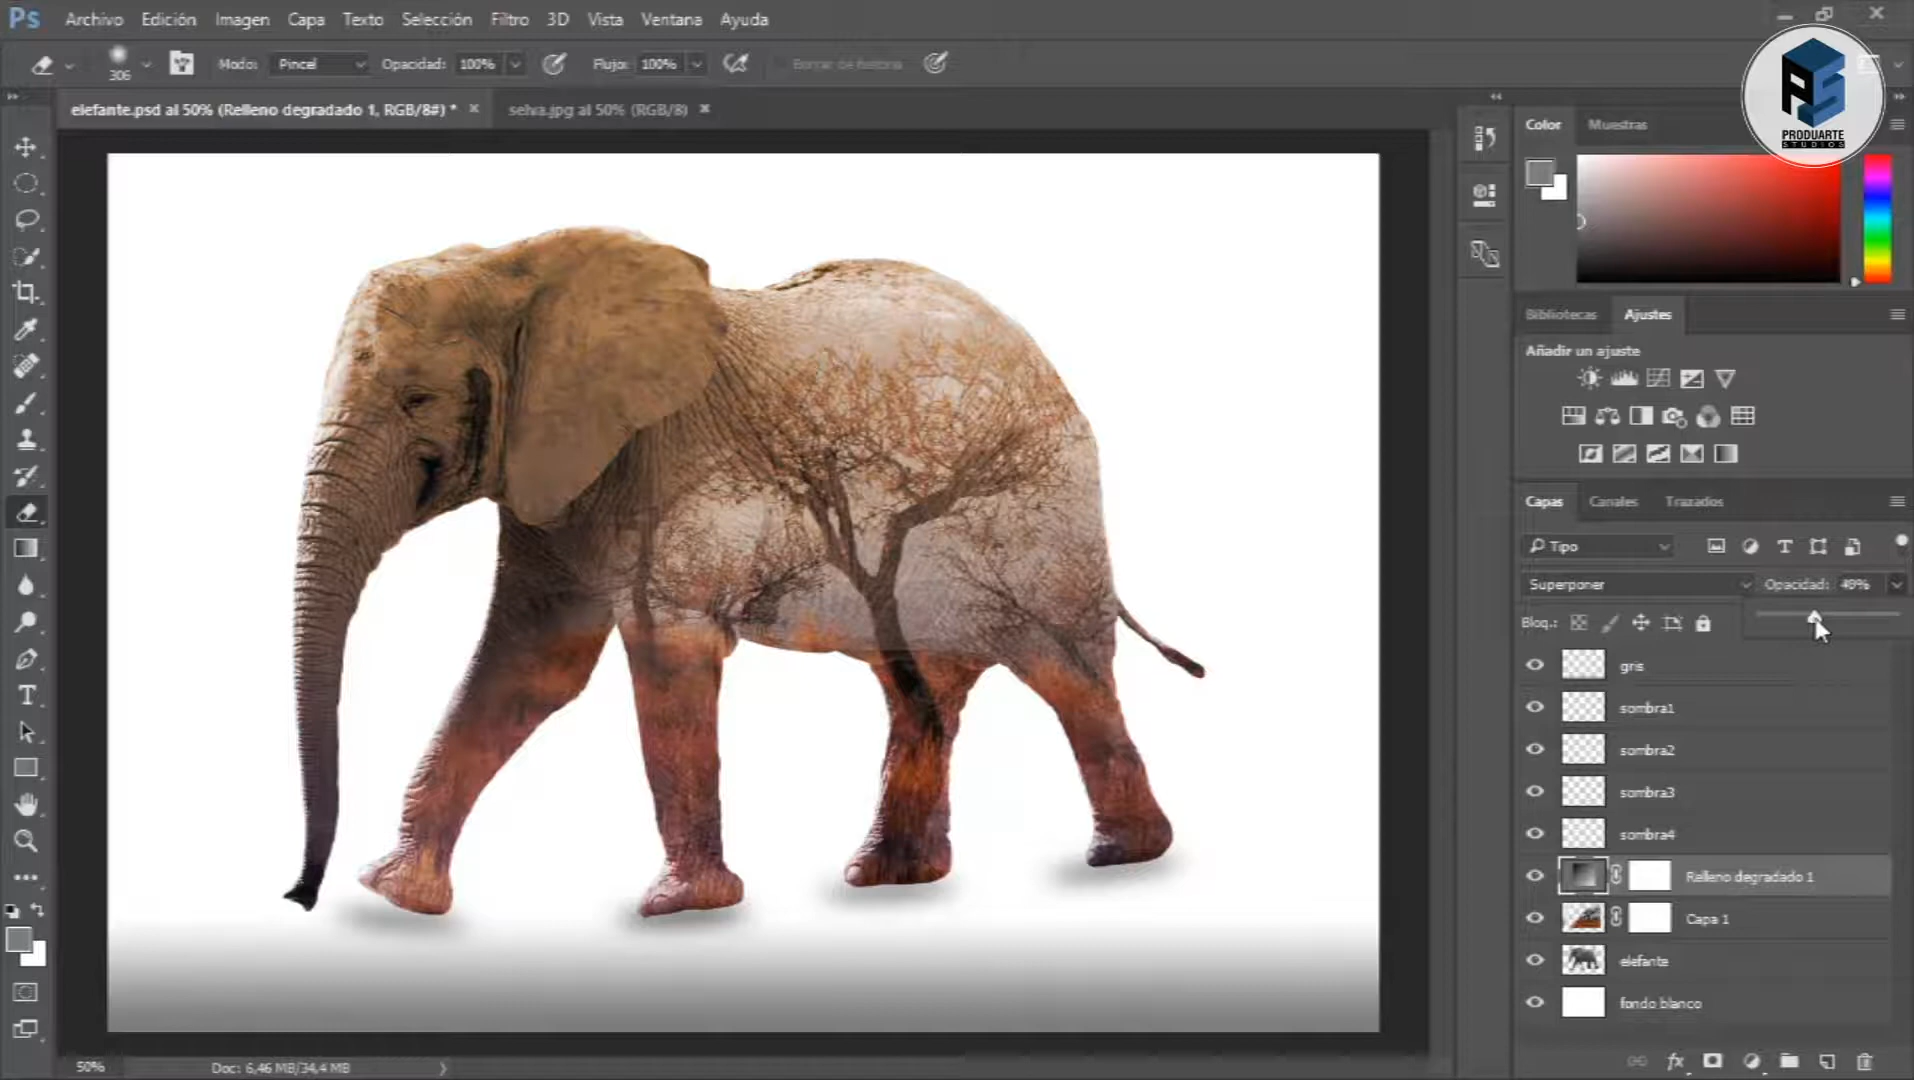 Ps Archivo Edición Imagen Capa Texto Selección Filtro 3D Vista Ventana Ayuda
306 Modo: Pincel Opacidad: 100% Flujo: 100% Borrar de historia
elefante.psd al 50% (Relleno degradado 1, RGB/8#) * × selva.jpg al 50% (RGB/8) ×
PS
PRODUARTE
STUDIOS
Color Muestras
Bibliotecas Ajustes
Añadir un ajuste
Capas Canales Trazados
Tipo
Superponer Opacidad: 49%
Bloq.:
gris
sombra1
sombra2
sombra3
sombra4
Relleno degradado 1
Capa 1
elefante
fondo blanco
fx
50% Doc: 6,46 MB/34,4 MB